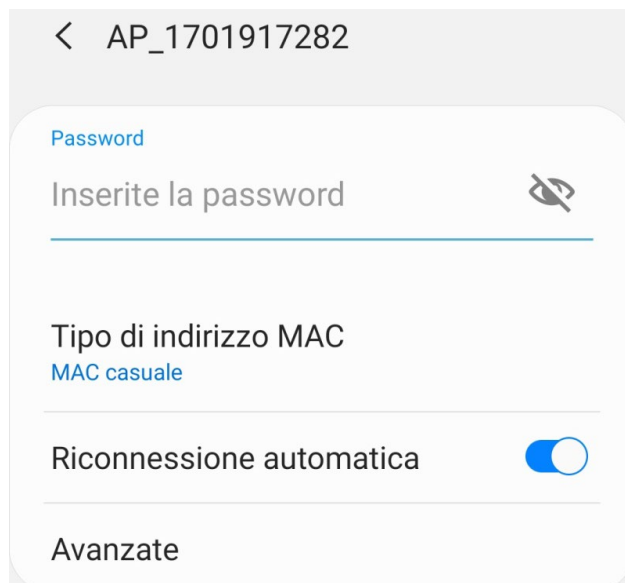 AP_1701917282
Password
Inserite la password
Tipo di indirizzo MAC
MAC casuale
Riconnessione automatica
Avanzate